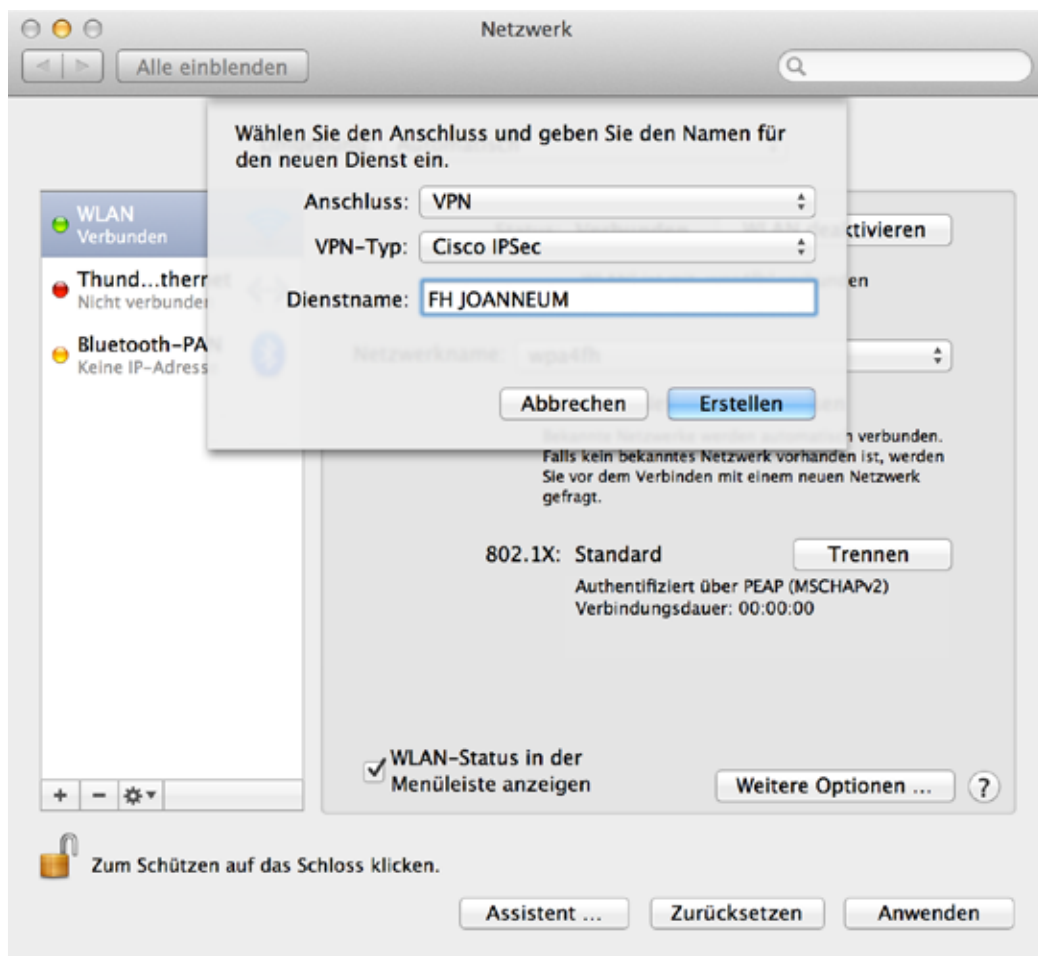 Netzwerk
Alle einblenden
Wählen Sie den Anschluss und geben Sie den Namen für
den neuen Dienst ein.
Anschluss: VPN
VPN-Typ: Cisco IPSec
Dienstname: FH JOANNEUM
Abbrechen Erstellen
WLAN
Verbunden
Thund...therr
Nicht verbunde
Bluetooth-PA
Keine IP-Adress
ktivieren
en
Netzwerkname: wpa4fh
verbunden.
Falls kein bekanntes Netzwerk vorhanden ist, werden
Sie vor dem Verbinden mit einem neuen Netzwerk
gefragt.
802.1X: Standard Trennen
Authentifiziert über PEAP (MSCHAPv2)
Verbindungsdauer: 00:00:00
WLAN-Status in der
Menüleiste anzeigen
Weitere Optionen ... ?
+ −
Zum Schützen auf das Schloss klicken.
Assistent ... Zurücksetzen Anwenden